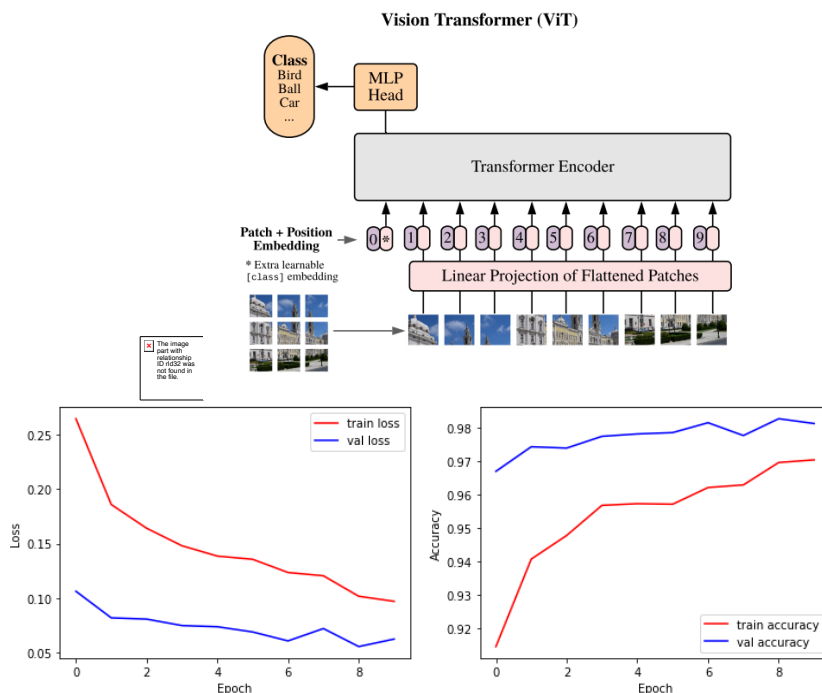 Vision Transformer (ViT)
Class
Bird
Ball
Car
...
MLP
Head
Transformer Encoder
Patch + Position
Embedding
0 * 1 2 3 4 5 6 7 8 9
* Extra learnable
[class] embedding
Linear Projection of Flattened Patches
The image
part with
relationship
ID rId32 was
not found in
the file.
train loss
val loss
0.25
0.20
0.15
0.10
0.05
Loss
0 2 4 6 8
Epoch
0.98
0.97
0.96
0.95
0.94
0.93
0.92
Accuracy
train accuracy
val accuracy
0 2 4 6 8
Epoch